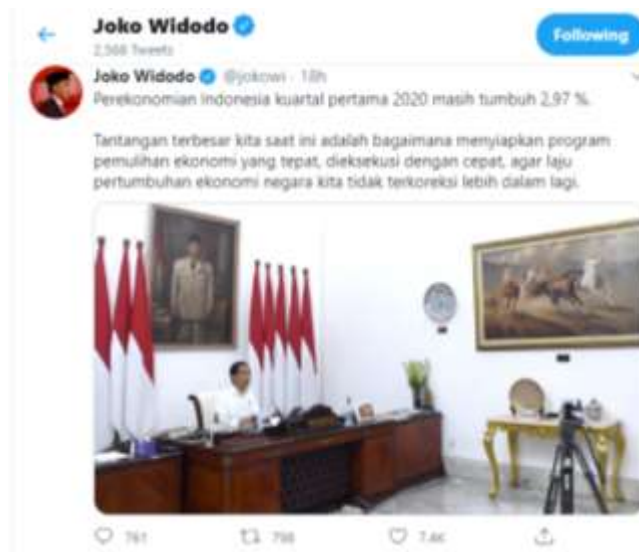 Joko Widodo
2,568 Tweets
Following
Joko Widodo @jokowi · 18h
Perekonomian Indonesia kuartal pertama 2020 masih tumbuh 2,97 %.
Tantangan terbesar kita saat ini adalah bagaimana menyiapkan program
pemulihan ekonomi yang tepat, dieksekusi dengan cepat, agar laju
pertumbuhan ekonomi negara kita tidak terkoreksi lebih dalam lagi.
761 798 7.4K